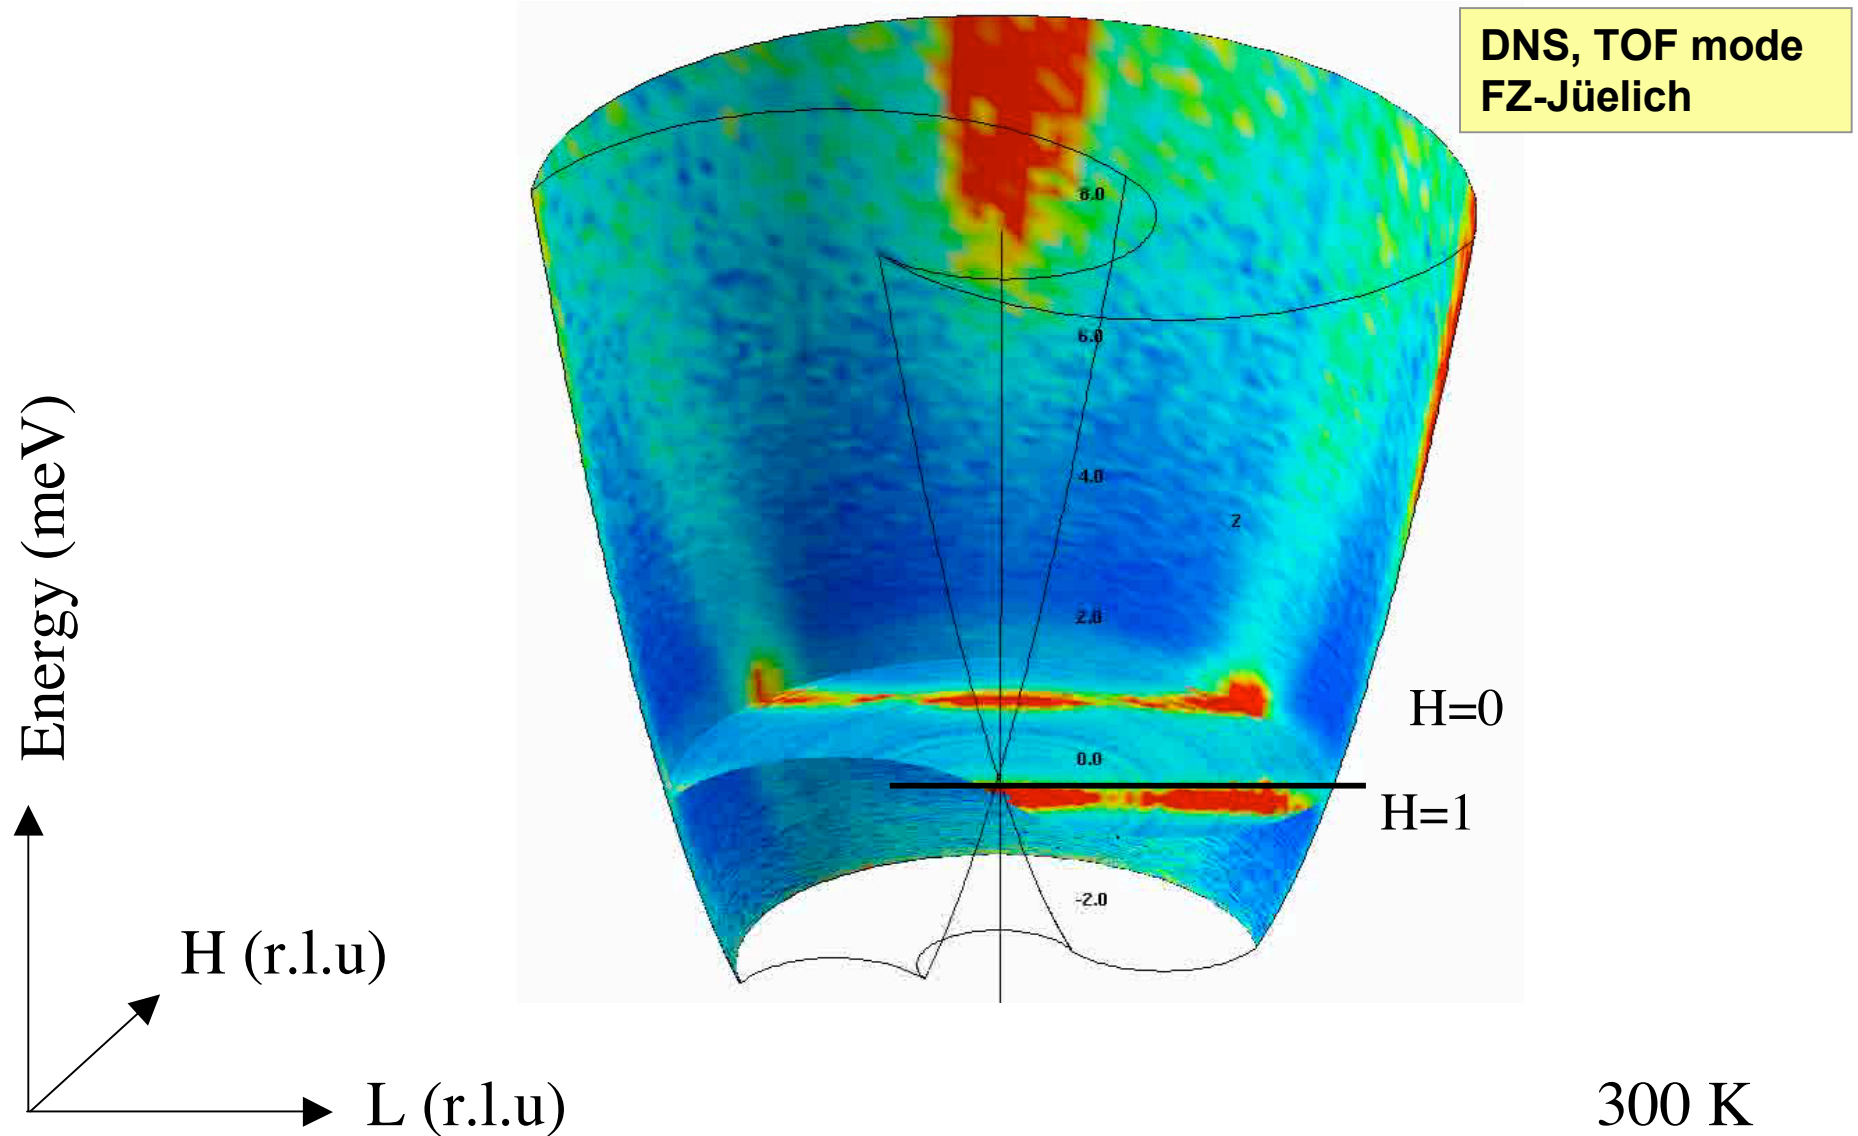 DNS, TOF mode
FZ-Jüelich
8.0
6.0
4.0
Z
2.0
H=0
0.0
H=1
-2.0
Energy (meV)
H (r.l.u)
L (r.l.u)
300 K